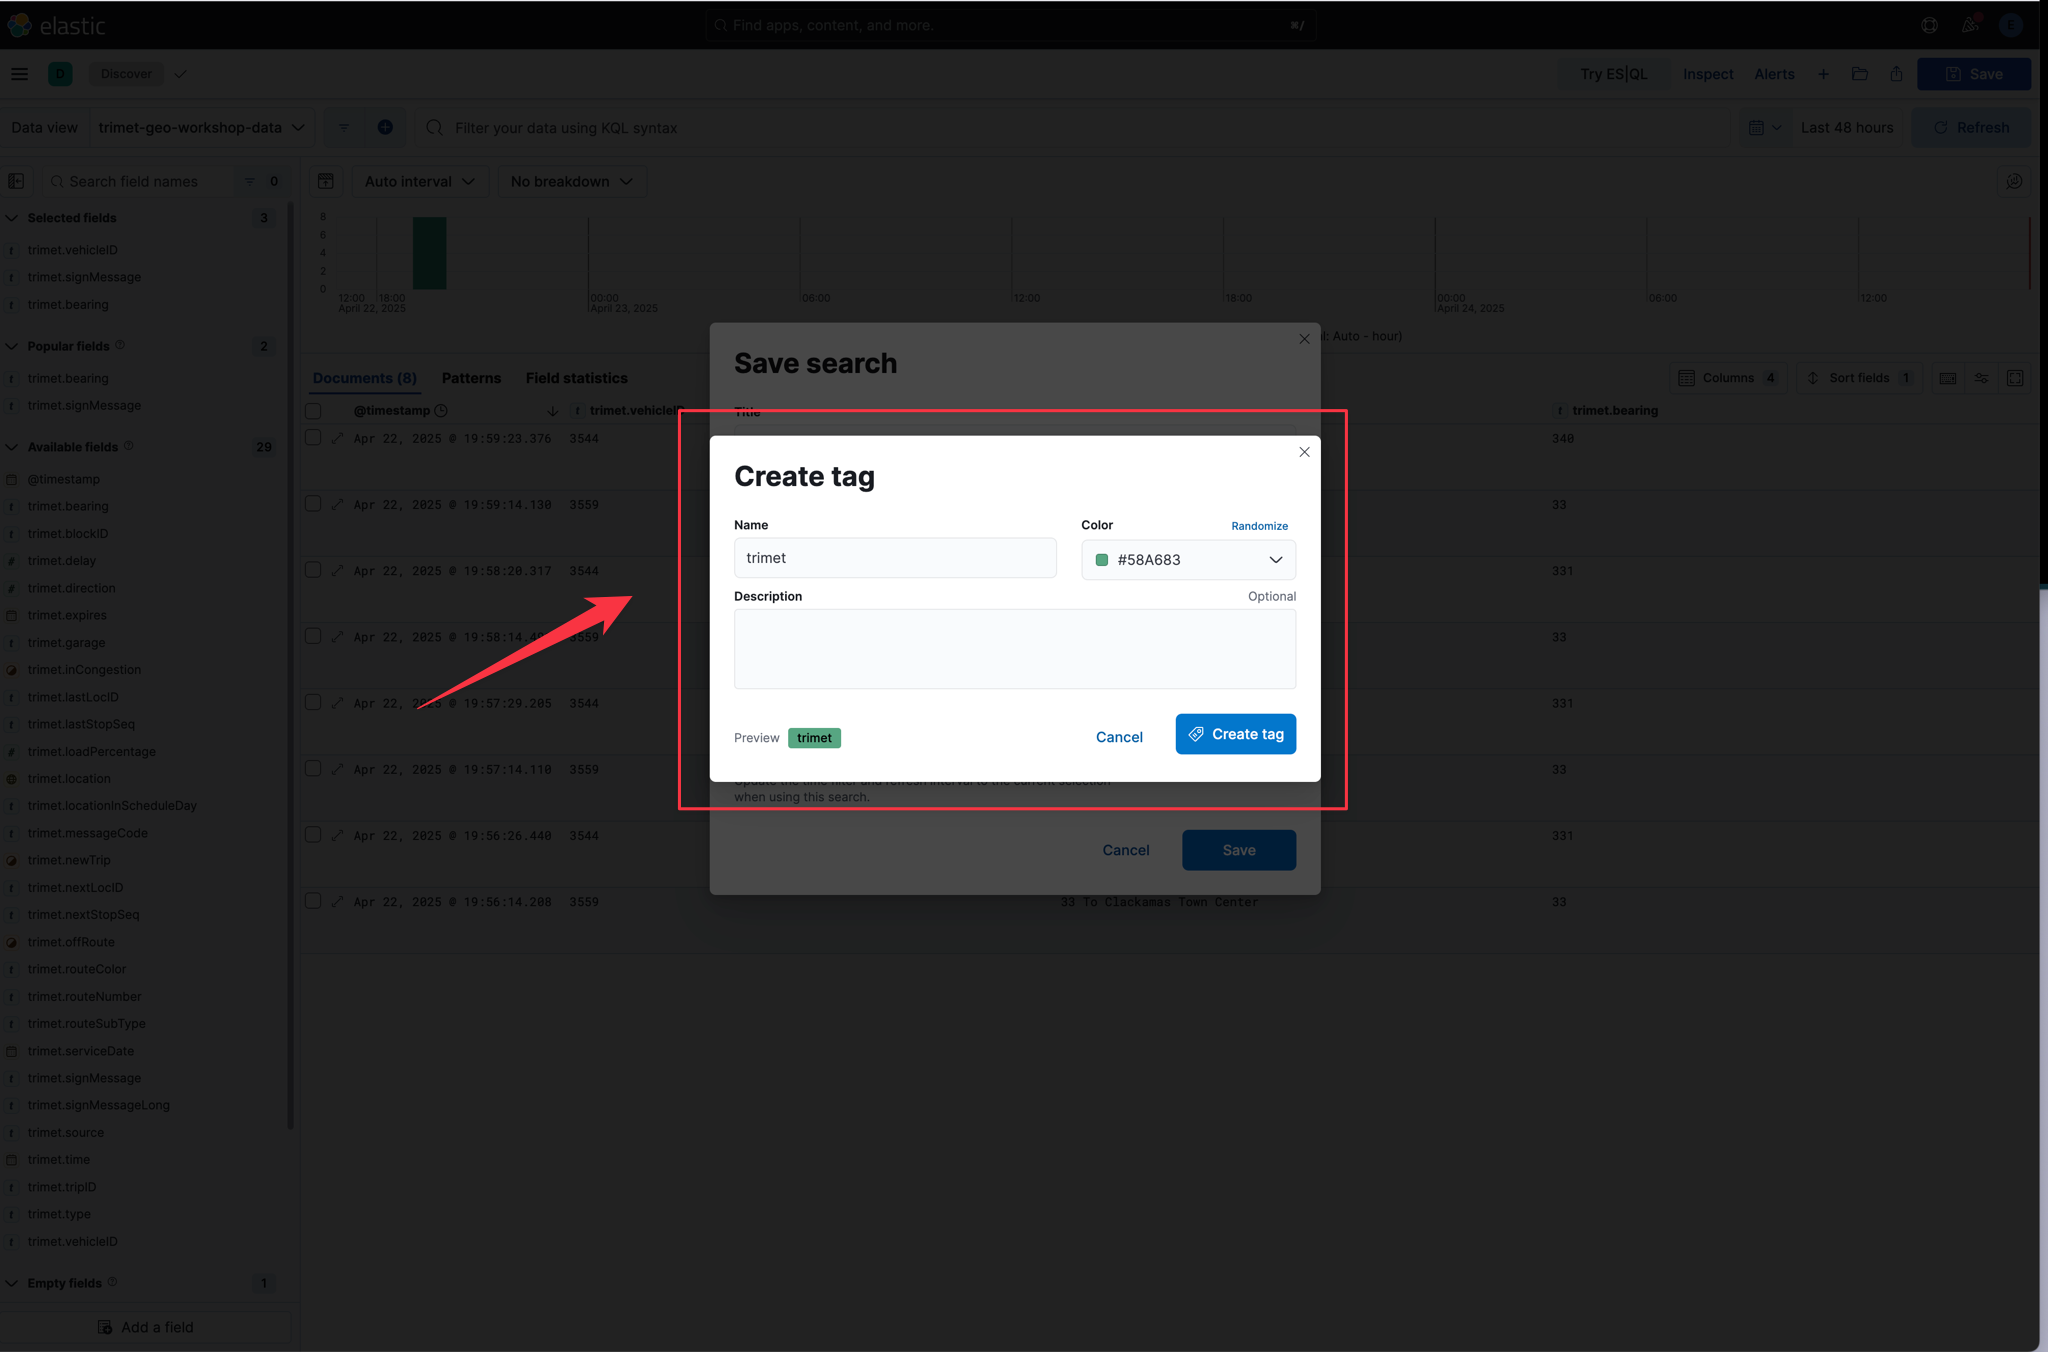 elastic
Find apps, content, and more.
⌘/
E
D
Discover
Try ES|QL
Inspect
Alerts
Save
Data view
trimet-geo-workshop-data
Filter your data using KQL syntax
Last 48 hours
Refresh
Search field names
0
Auto interval
No breakdown
Selected fields
3
trimet.vehicleID
trimet.signMessage
trimet.bearing
Popular fields
2
trimet.bearing
trimet.signMessage
Available fields
29
@timestamp
trimet.bearing
trimet.blockID
trimet.delay
trimet.direction
trimet.expires
trimet.garage
trimet.inCongestion
trimet.lastLocID
trimet.lastStopSeq
trimet.loadPercentage
trimet.location
trimet.locationInScheduleDay
trimet.messageCode
trimet.newTrip
trimet.nextLocID
trimet.nextStopSeq
trimet.offRoute
trimet.routeColor
trimet.routeNumber
trimet.routeSubType
trimet.serviceDate
trimet.signMessage
trimet.signMessageLong
trimet.source
trimet.time
trimet.tripID
trimet.type
trimet.vehicleID
Empty fields
1
Add a field
8
6
4
2
0
12:00 18:00 00:00 06:00 12:00 18:00 00:00 06:00 12:00
April 22, 2025 April 23, 2025 April 24, 2025
Auto - hour)
Documents (8)
Patterns
Field statistics
Columns 4
Sort fields 1
@timestamp trimet.vehicleID trimet.bearing
Apr 22, 2025 @ 19:59:23.376 3544 340
Apr 22, 2025 @ 19:59:14.130 3559 33
Apr 22, 2025 @ 19:58:20.317 3544 331
Apr 22, 2025 @ 19:58:14. 3559 33
Apr 22, 2025 @ 19:57:29.205 3544 331
Apr 22, 2025 @ 19:57:14.110 3559 33
Apr 22, 2025 @ 19:56:26.440 3544 331
Apr 22, 2025 @ 19:56:14.208 3559 33 To Clackamas Town Center 33
Save search
Title
Create tag
Name
trimet
Color
Randomize
#58A683
Description
Optional
Preview
trimet
Cancel
Create tag
Update the time filter and refresh interval to the current selection
when using this search.
Cancel
Save